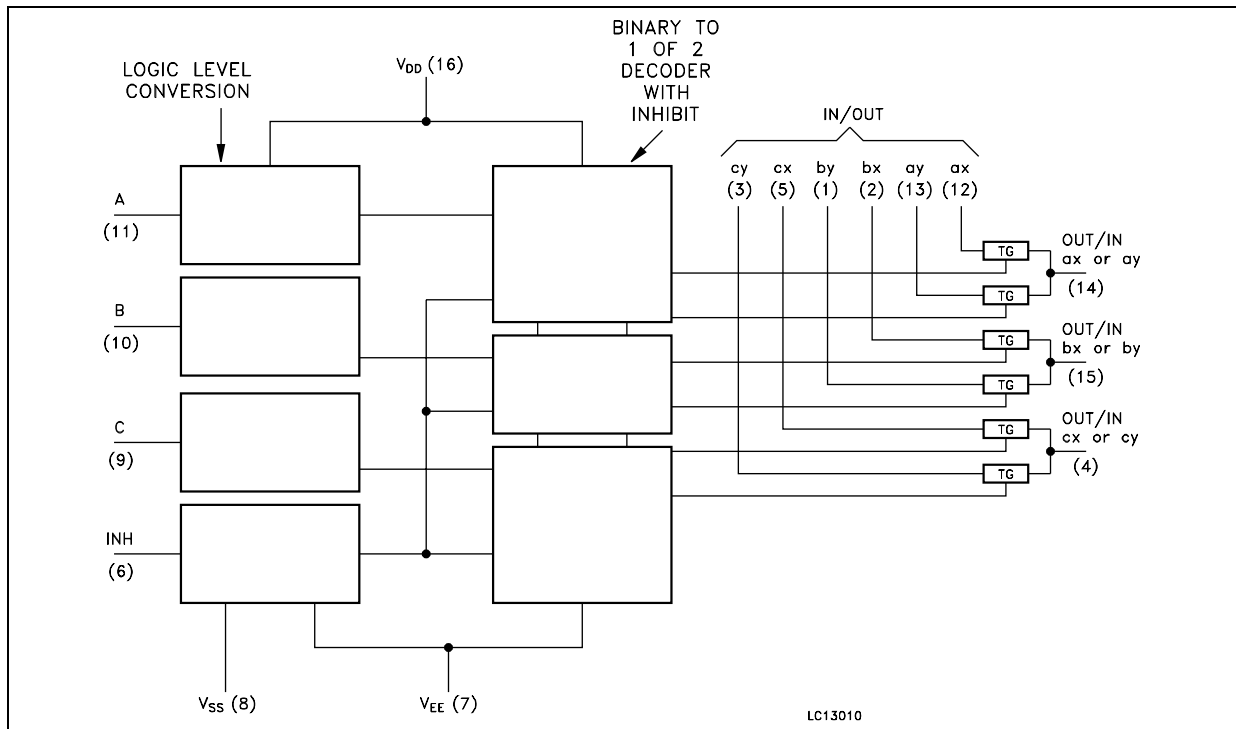 LOGIC LEVEL
CONVERSION
V_DD (16)
BINARY TO
1 OF 2
DECODER
WITH
INHIBIT
IN/OUT
cy cx by bx ay ax
(3) (5) (1) (2) (13) (12)
A
(11)
B
(10)
C
(9)
INH
(6)
TG
TG
TG
TG
TG
TG
OUT/IN
ax or ay
(14)
OUT/IN
bx or by
(15)
OUT/IN
cx or cy
(4)
V_SS (8)
V_EE (7)
LC13010